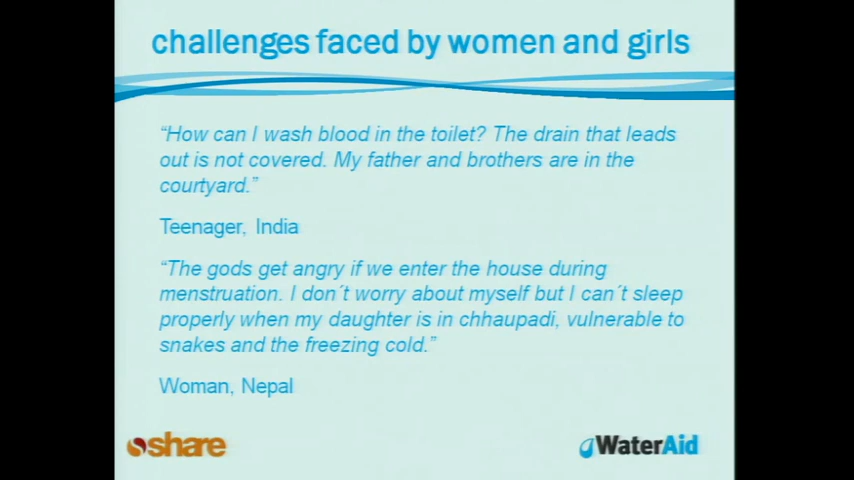 challenges faced by women and girls
“How can I wash blood in the toilet? The drain that leads
out is not covered. My father and brothers are in the
courtyard.”
Teenager, India
“The gods get angry if we enter the house during
menstruation. I don´t worry about myself but I can´t sleep
properly when my daughter is in chhaupadi, vulnerable to
snakes and the freezing cold.”
Woman, Nepal
share
WaterAid